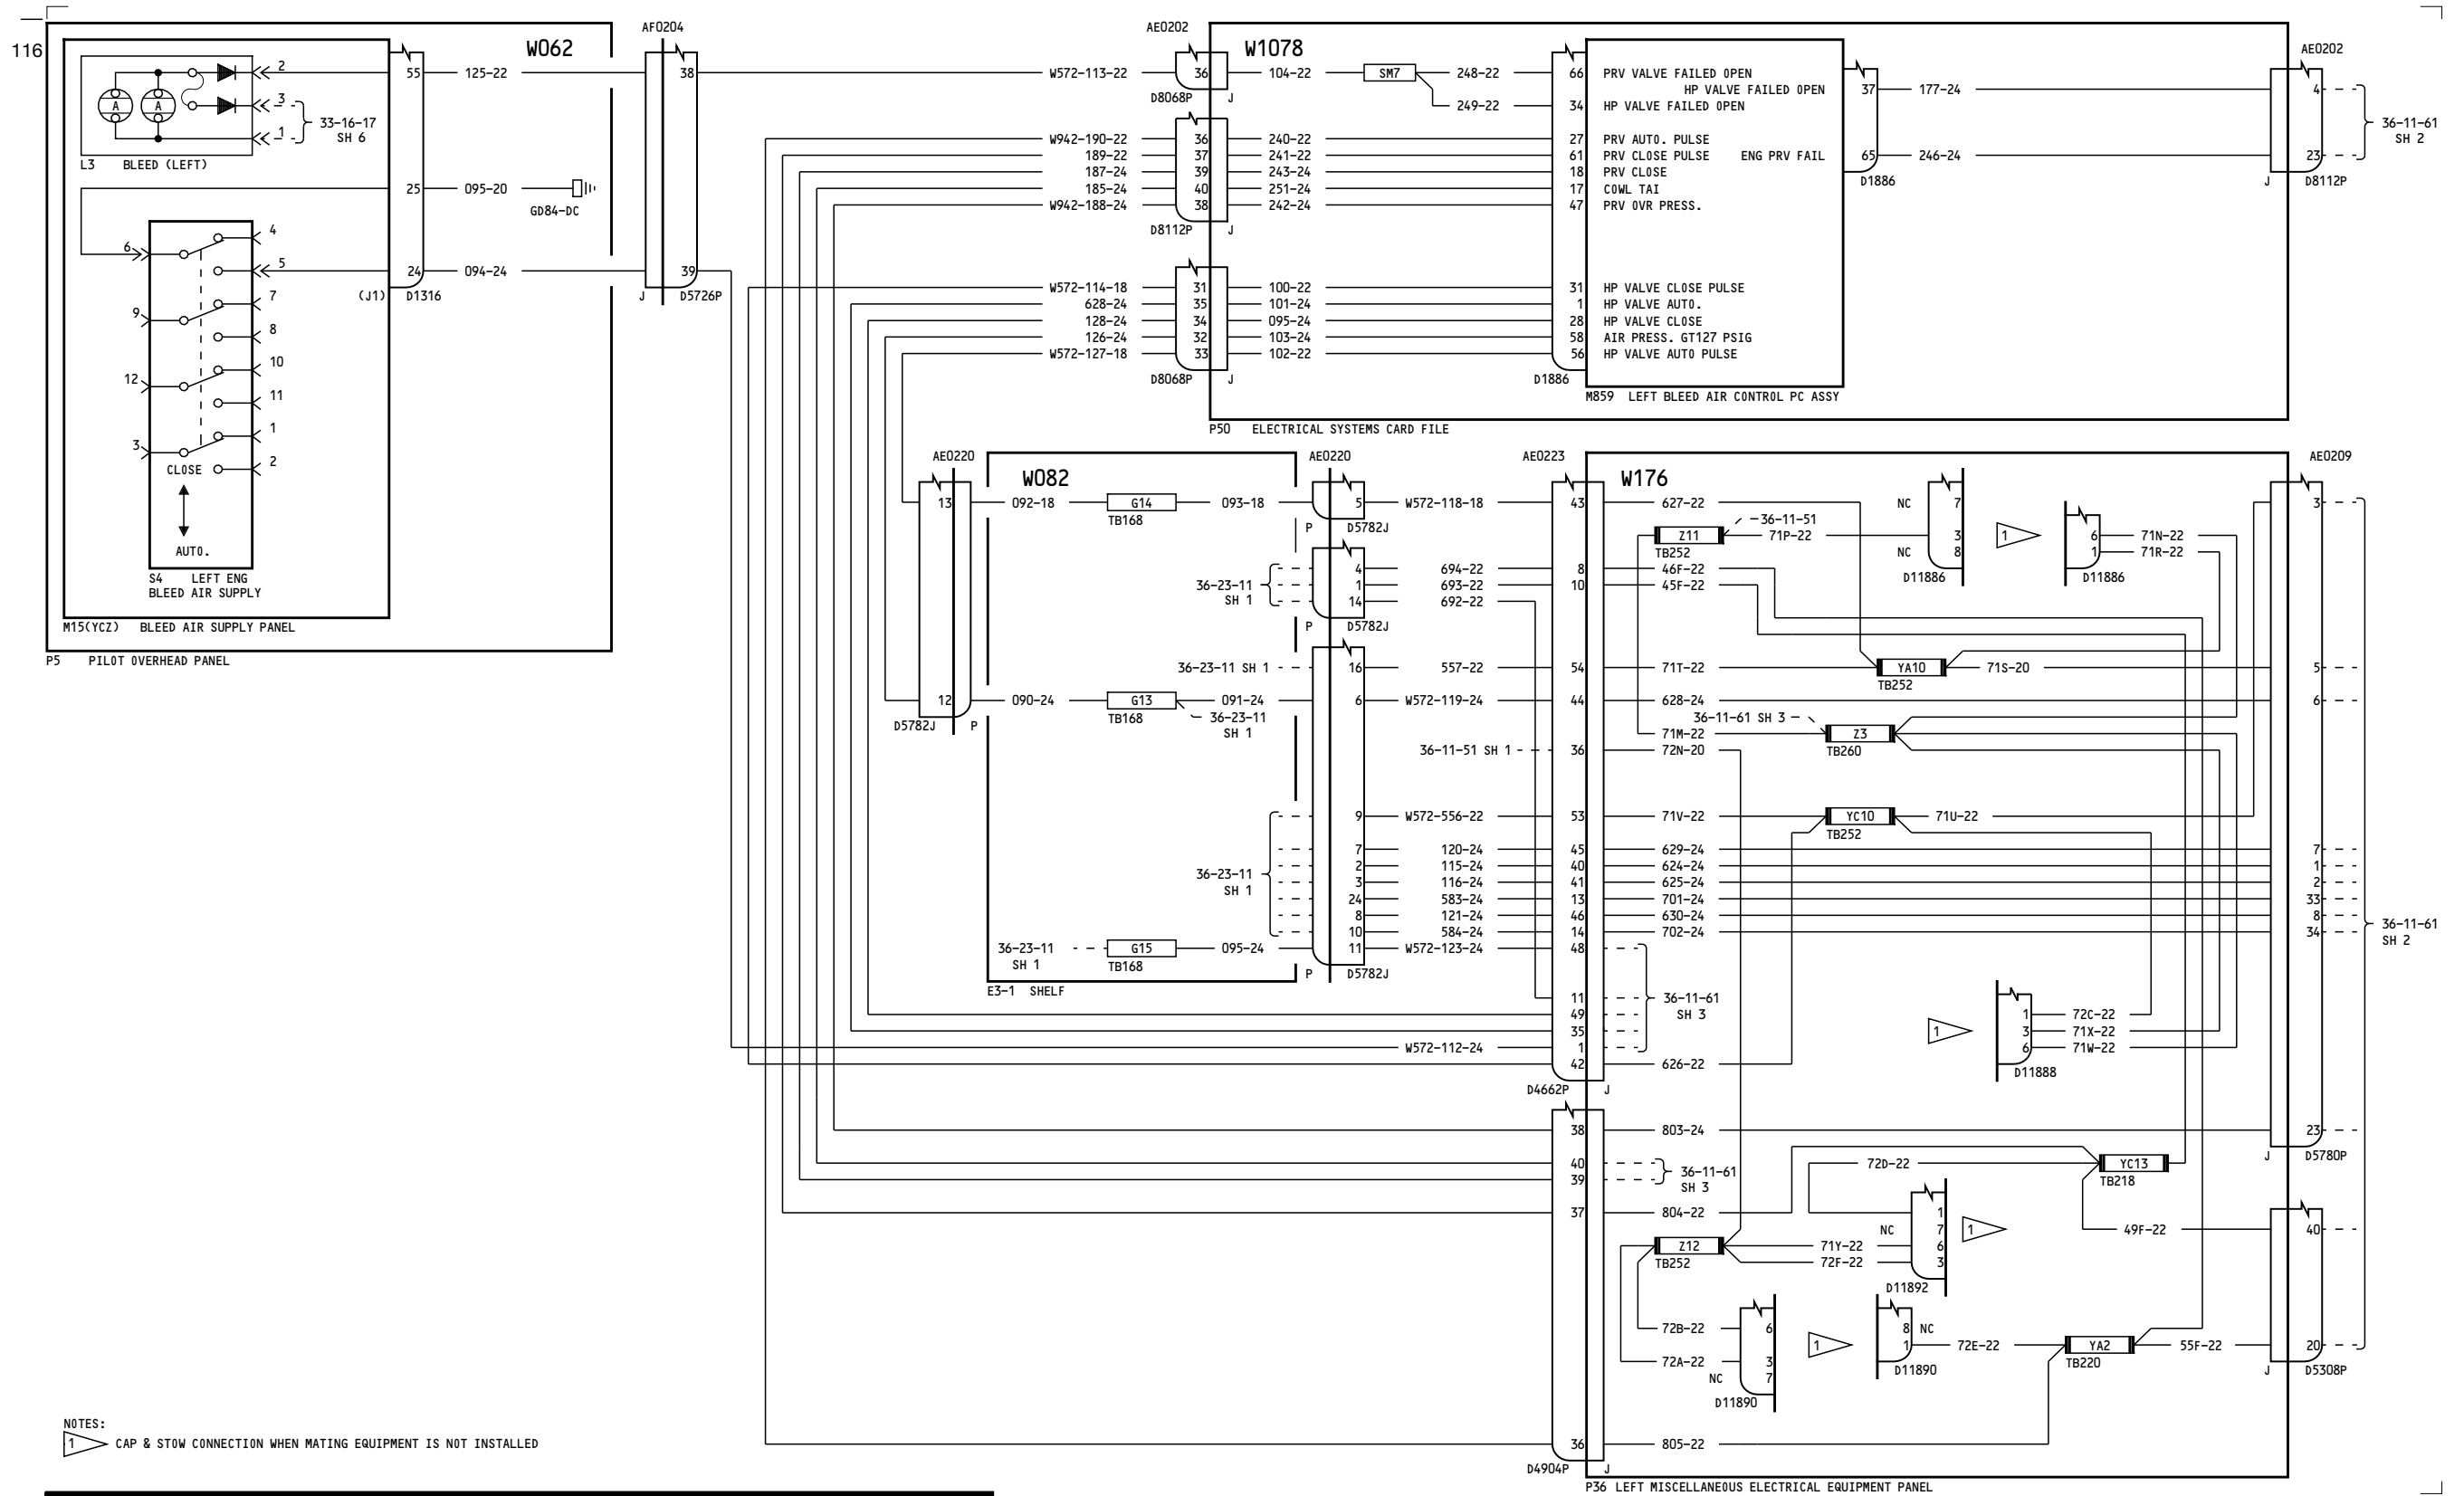 116
W062
L3 BLEED (LEFT)
A A
2
3
1
33-16-17
SH 6
55 125-22
25 095-20
GD84-DC
24 094-24
(J1) D1316
6 4
5
7
9 8
10
12 11
1
3 2
CLOSE
AUTO.
S4 LEFT ENG
BLEED AIR SUPPLY
M15(YCZ) BLEED AIR SUPPLY PANEL
P5 PILOT OVERHEAD PANEL
AF0204
38
39
J D5726P
AE0202
W1078
W572-113-22 36 104-22 SM7 248-22 66 PRV VALVE FAILED OPEN
HP VALVE FAILED OPEN 37 177-24
249-22 34 HP VALVE FAILED OPEN
D8068P J
W942-190-22 36 240-22 27 PRV AUTO. PULSE
189-22 37 241-22 61 PRV CLOSE PULSE ENG PRV FAIL 65 246-24
187-24 39 243-24 18 PRV CLOSE
185-24 40 251-24 17 COWL TAI
W942-188-24 38 242-24 47 PRV OVR PRESS.
D8112P J
D1886
W572-114-18 31 100-22 31 HP VALVE CLOSE PULSE
628-24 35 101-24 1 HP VALVE AUTO.
128-24 34 095-24 28 HP VALVE CLOSE
126-24 32 103-24 58 AIR PRESS. GT127 PSIG
W572-127-18 33 102-22 56 HP VALVE AUTO PULSE
D8068P J
D1886
M859 LEFT BLEED AIR CONTROL PC ASSY
P50 ELECTRICAL SYSTEMS CARD FILE
AE0202
4
23
J D8112P
36-11-61
SH 2
AE0220
W082
AE0220
13 092-18 G14 093-18 5 W572-118-18
TB168
P D5782J
36-23-11
SH 1
4 694-22
1 693-22
14 692-22
P D5782J
36-23-11 SH 1 16 557-22
12 090-24 G13 091-24 6 W572-119-24
D5782J P
TB168
36-23-11
SH 1
36-11-51 SH 1
9 W572-556-22
36-23-11
SH 1
7 120-24
2 115-24
3 116-24
24 583-24
8 121-24
10 584-24
36-23-11
SH 1
G15 095-24 11 W572-123-24
TB168
P D5782J
E3-1 SHELF
W572-112-24
AE0223
W176
AE0209
43 627-22
Z11
TB252
36-11-51
71P-22
NC 7
3
NC 8
D11886
1
6 71N-22
1 71R-22
D11886
3
8 46F-22
10 45F-22
54 71T-22 YA10 71S-20 5
TB252
44 628-24 6
36-11-61 SH 3
71M-22 Z3
TB260
36 72N-20
53 71V-22 YC10 71U-22
TB252
45 629-24 7
40 624-24 1
41 625-24 2
13 701-24 33
46 630-24 8
14 702-24 34
48
11
49
35
1
36-11-61
SH 3
42 626-22
D4662P J
1
1 72C-22
3 71X-22
6 71W-22
D11888
36-11-61
SH 2
38 803-24 23
J D5780P
40
39
36-11-61
SH 3
72D-22 YC13
TB218
37 804-22
1
NC 7
6
3
D11892
1
49F-22 40
Z12
TB252
71Y-22
72F-22
72B-22 6
72A-22 3
NC 7
D11890
1
8 NC
1 72E-22 YA2 55F-22 20
D11890
TB220
J D5308P
36 805-22
D4904P J
P36 LEFT MISCELLANEOUS ELECTRICAL EQUIPMENT PANEL
NOTES:
1 CAP & STOW CONNECTION WHEN MATING EQUIPMENT IS NOT INSTALLED